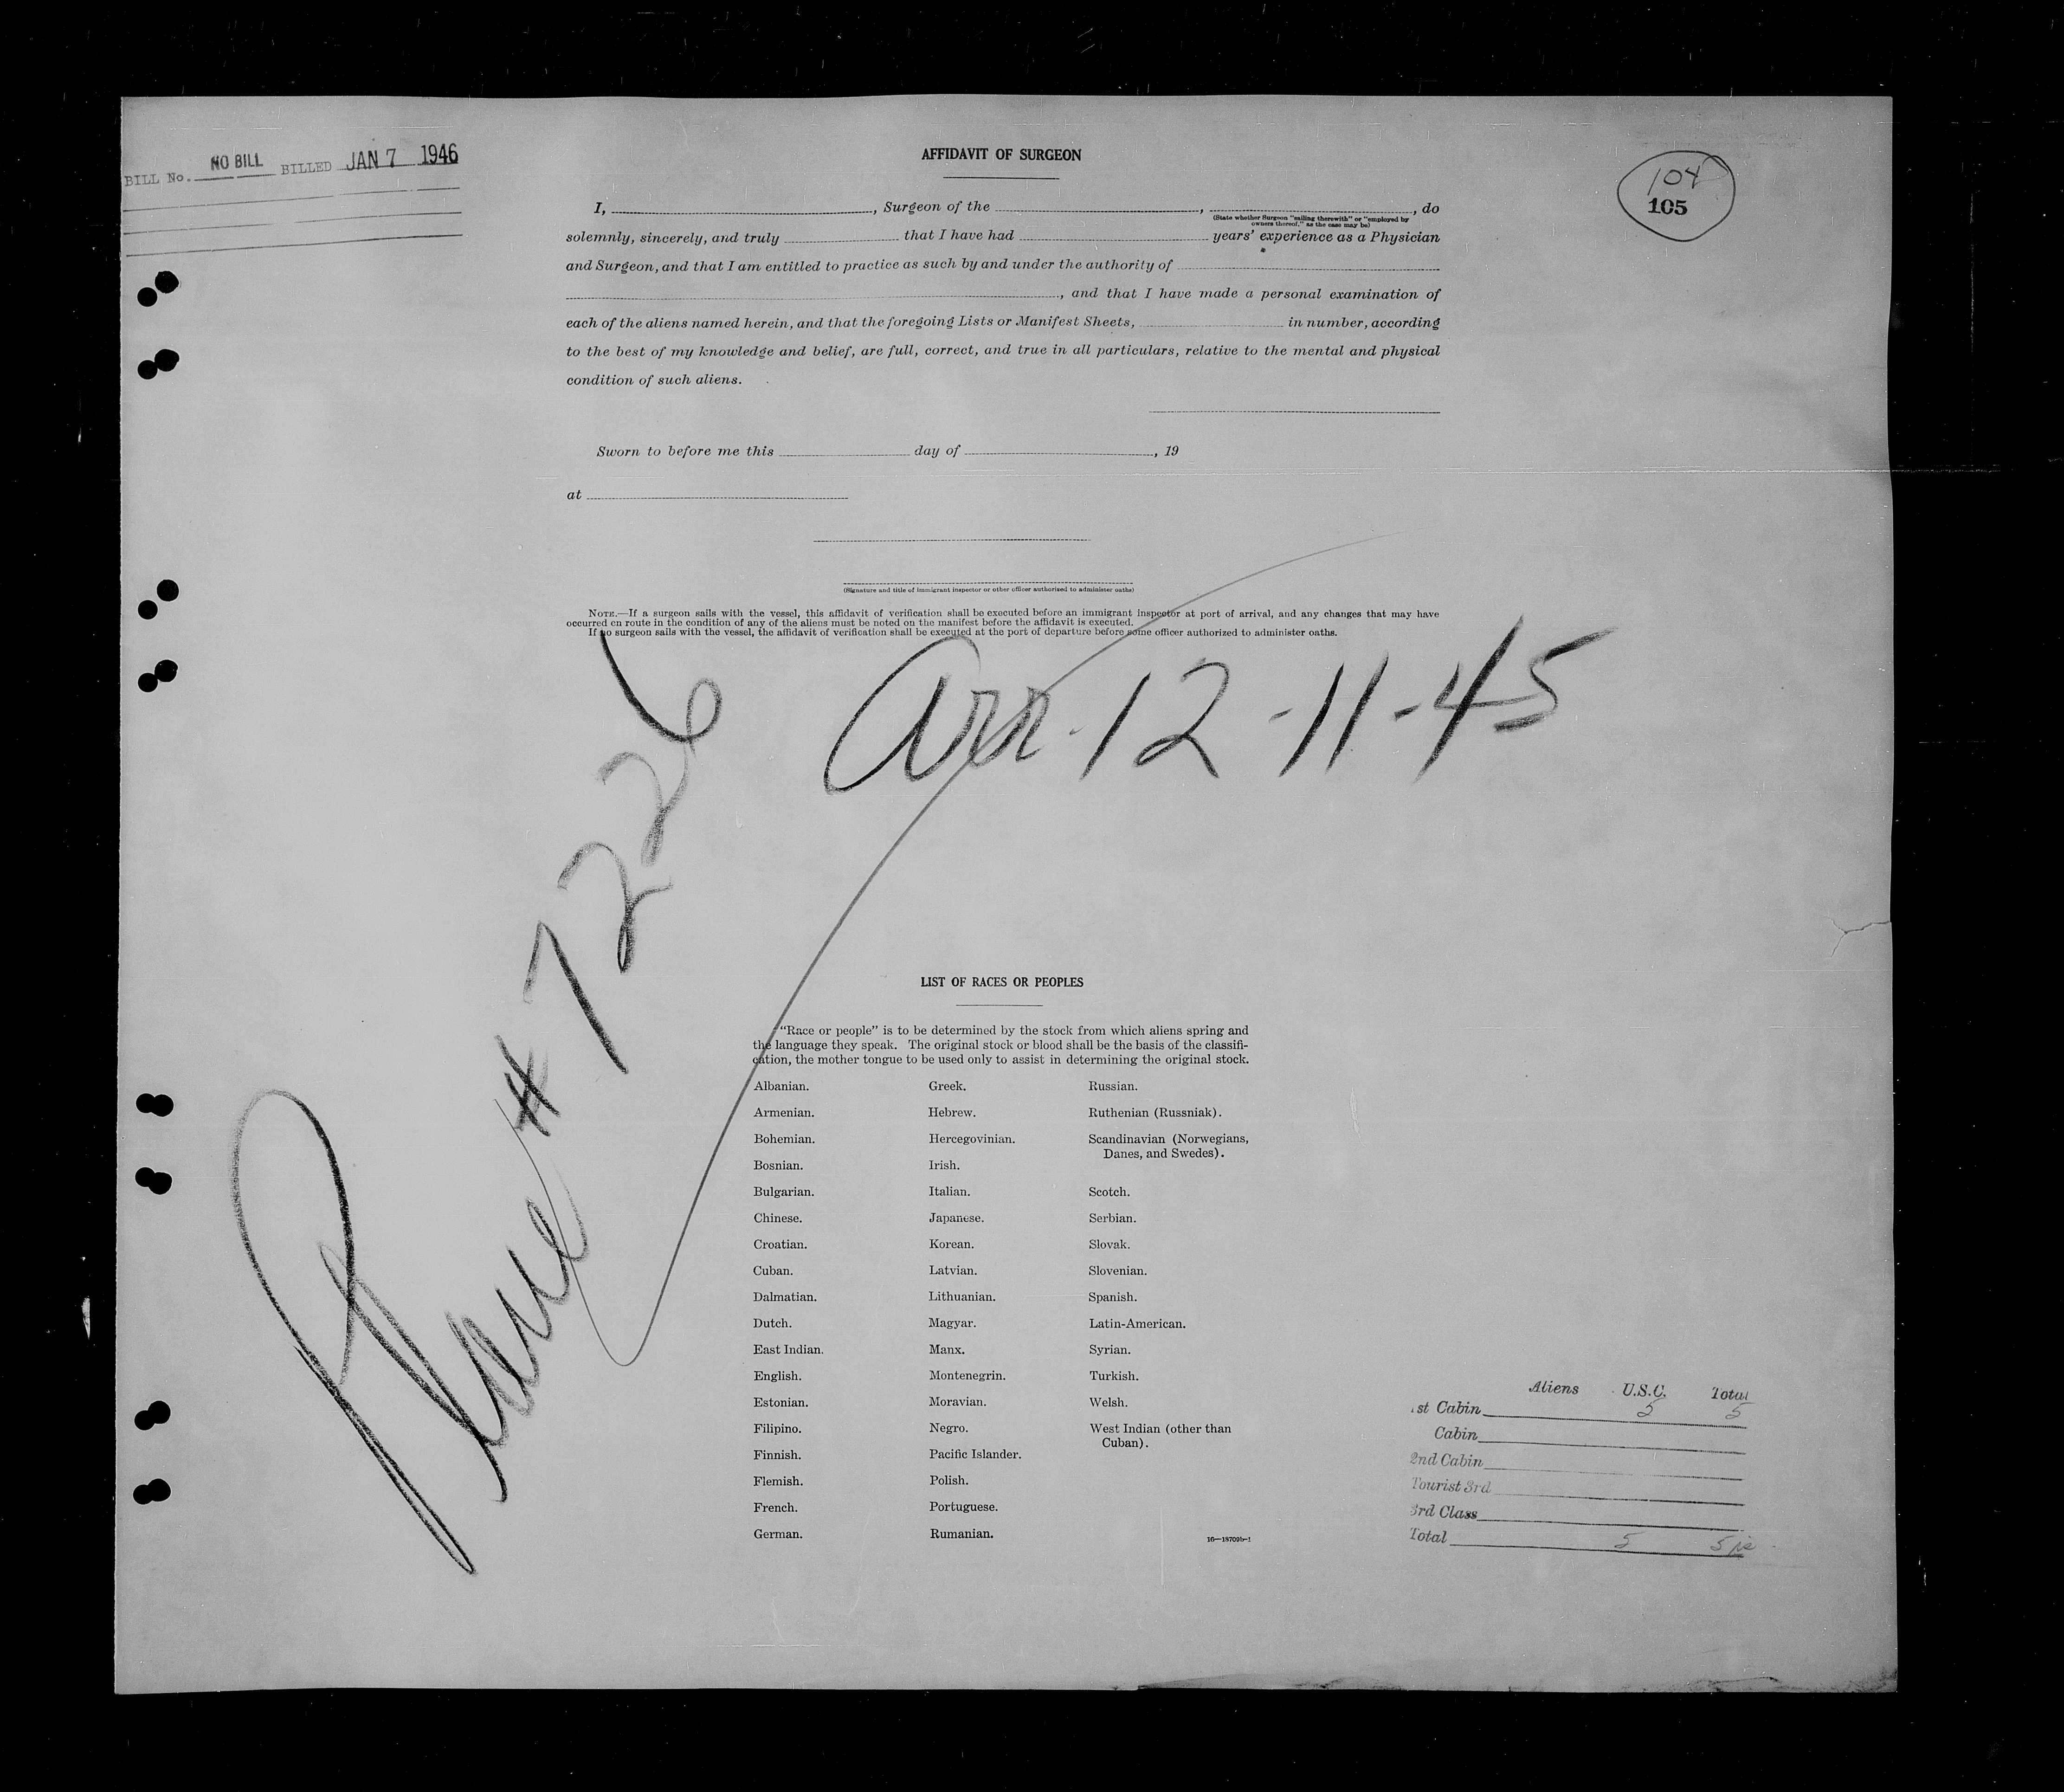 BILL No. NO BILL BILLED JAN 7 1946
104
105
AFFIDAVIT OF SURGEON
I, , Surgeon of the , , do
(State whether Surgeon "sailing therewith" or "employed by
owners thereof," as the case may be)
solemnly, sincerely, and truly that I have had years' experience as a Physician
and Surgeon, and that I am entitled to practice as such by and under the authority of
, and that I have made a personal examination of
each of the aliens named herein, and that the foregoing Lists or Manifest Sheets, in number, according
to the best of my knowledge and belief, are full, correct, and true in all particulars, relative to the mental and physical
condition of such aliens.
Sworn to before me this day of , 19
at
(Signature and title of immigrant inspector or other officer authorized to administer oaths)
NOTE.—If a surgeon sails with the vessel, this affidavit of verification shall be executed before an immigrant inspector at port of arrival, and any changes that may have
occurred en route in the condition of any of the aliens must be noted on the manifest before the affidavit is executed.
If no surgeon sails with the vessel, the affidavit of verification shall be executed at the port of departure before some officer authorized to administer oaths.
Arr. 12-11-45
Plane # 7226
LIST OF RACES OR PEOPLES
"Race or people" is to be determined by the stock from which aliens spring and
the language they speak. The original stock or blood shall be the basis of the classifi-
cation, the mother tongue to be used only to assist in determining the original stock.
Albanian.
Armenian.
Bohemian.
Bosnian.
Bulgarian.
Chinese.
Croatian.
Cuban.
Dalmatian.
Dutch.
East Indian.
English.
Estonian.
Filipino.
Finnish.
Flemish.
French.
German.
Greek.
Hebrew.
Hercegovinian.
Irish.
Italian.
Japanese.
Korean.
Latvian.
Lithuanian.
Magyar.
Manx.
Montenegrin.
Moravian.
Negro.
Pacific Islander.
Polish.
Portuguese.
Rumanian.
Russian.
Ruthenian (Russniak).
Scandinavian (Norwegians,
Danes, and Swedes).
Scotch.
Serbian.
Slovak.
Slovenian.
Spanish.
Latin-American.
Syrian.
Turkish.
Welsh.
West Indian (other than
Cuban).
16—18709b-1
Aliens U.S.C. Total
1st Cabin 5 5
Cabin
2nd Cabin
Tourist 3rd
3rd Class
Total 5 5